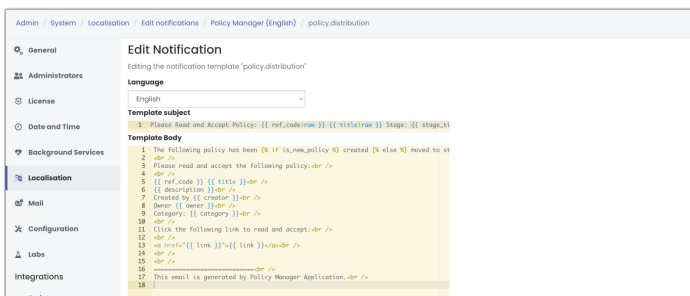 Admin / System / Localisation / Edit notifications / Policy Manager (English) / policy.distribution
General
Administrators
License
Date and Time
Background Services
Localisation
Mail
Configuration
Labs
Integrations
Edit Notification
Editing the notification template "policy.distribution"
Language
English
Template subject
1 Please Read and Accept Policy: {{ ref_code|raw }} {{ title|raw }} Stage: {{ stage_ti
Template Body
1 The following policy has been {% if is_new_policy %} created {% else %} moved to st
2 <br />
3 Please read and accept the following policy:<br />
4 <br />
5 {{ ref_code }} {{ title }}<br />
6 {{ description }}<br />
7 Created by {{ creator }}<br />
8 Owner {{ owner }}<br />
9 Category: {{ category }}<br />
10 <br />
11 Click the following link to read and accept:<br />
12 <br />
13 <a href="{{ link }}">{{ link }}</a><br />
14 <br />
15 <br />
16 ============================<br />
17 This email is generated by Policy Manager Application.<br />
18